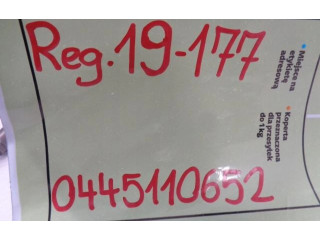 Reg.19-177
• Miejsce na
etykietę
adresową
• Koperta
przeznaczona
dla przesyłek
do 1 kg
0445110652